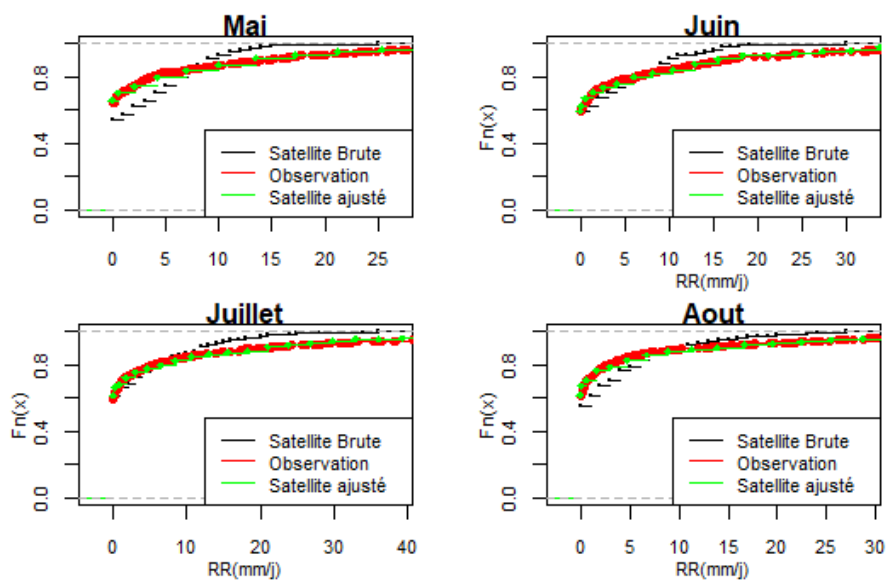 Mai
0.0 0.4 0.8
Satellite Brute
Observation
Satellite ajusté
0 5 10 15 20 25
Juin
Fn(x)
0.0 0.4 0.8
Satellite Brute
Observation
Satellite ajusté
0 5 10 15 20 25 30
RR(mm/j)
Juillet
Fn(x)
0.0 0.4 0.8
Satellite Brute
Observation
Satellite ajusté
0 10 20 30 40
RR(mm/j)
Aout
Fn(x)
0.0 0.4 0.8
Satellite Brute
Observation
Satellite ajusté
0 5 10 15 20 25 30
RR(mm/j)